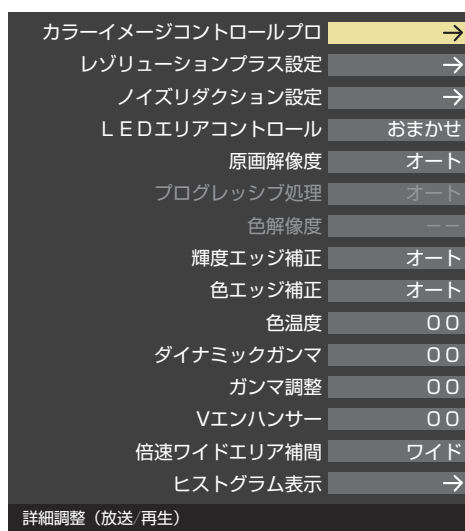 カラーイメージコントロールプロ →
レゾリューションプラス設定 →
ノイズリダクション設定 →
ＬＥＤエリアコントロール おまかせ
原画解像度 オート
プログレッシブ処理 オート
色解像度 －－
輝度エッジ補正 オート
色エッジ補正 オート
色温度 ００
ダイナミックガンマ ００
ガンマ調整 ００
Vエンハンサー ００
倍速ワイドエリア補間 ワイド
ヒストグラム表示 →
詳細調整（放送/再生）